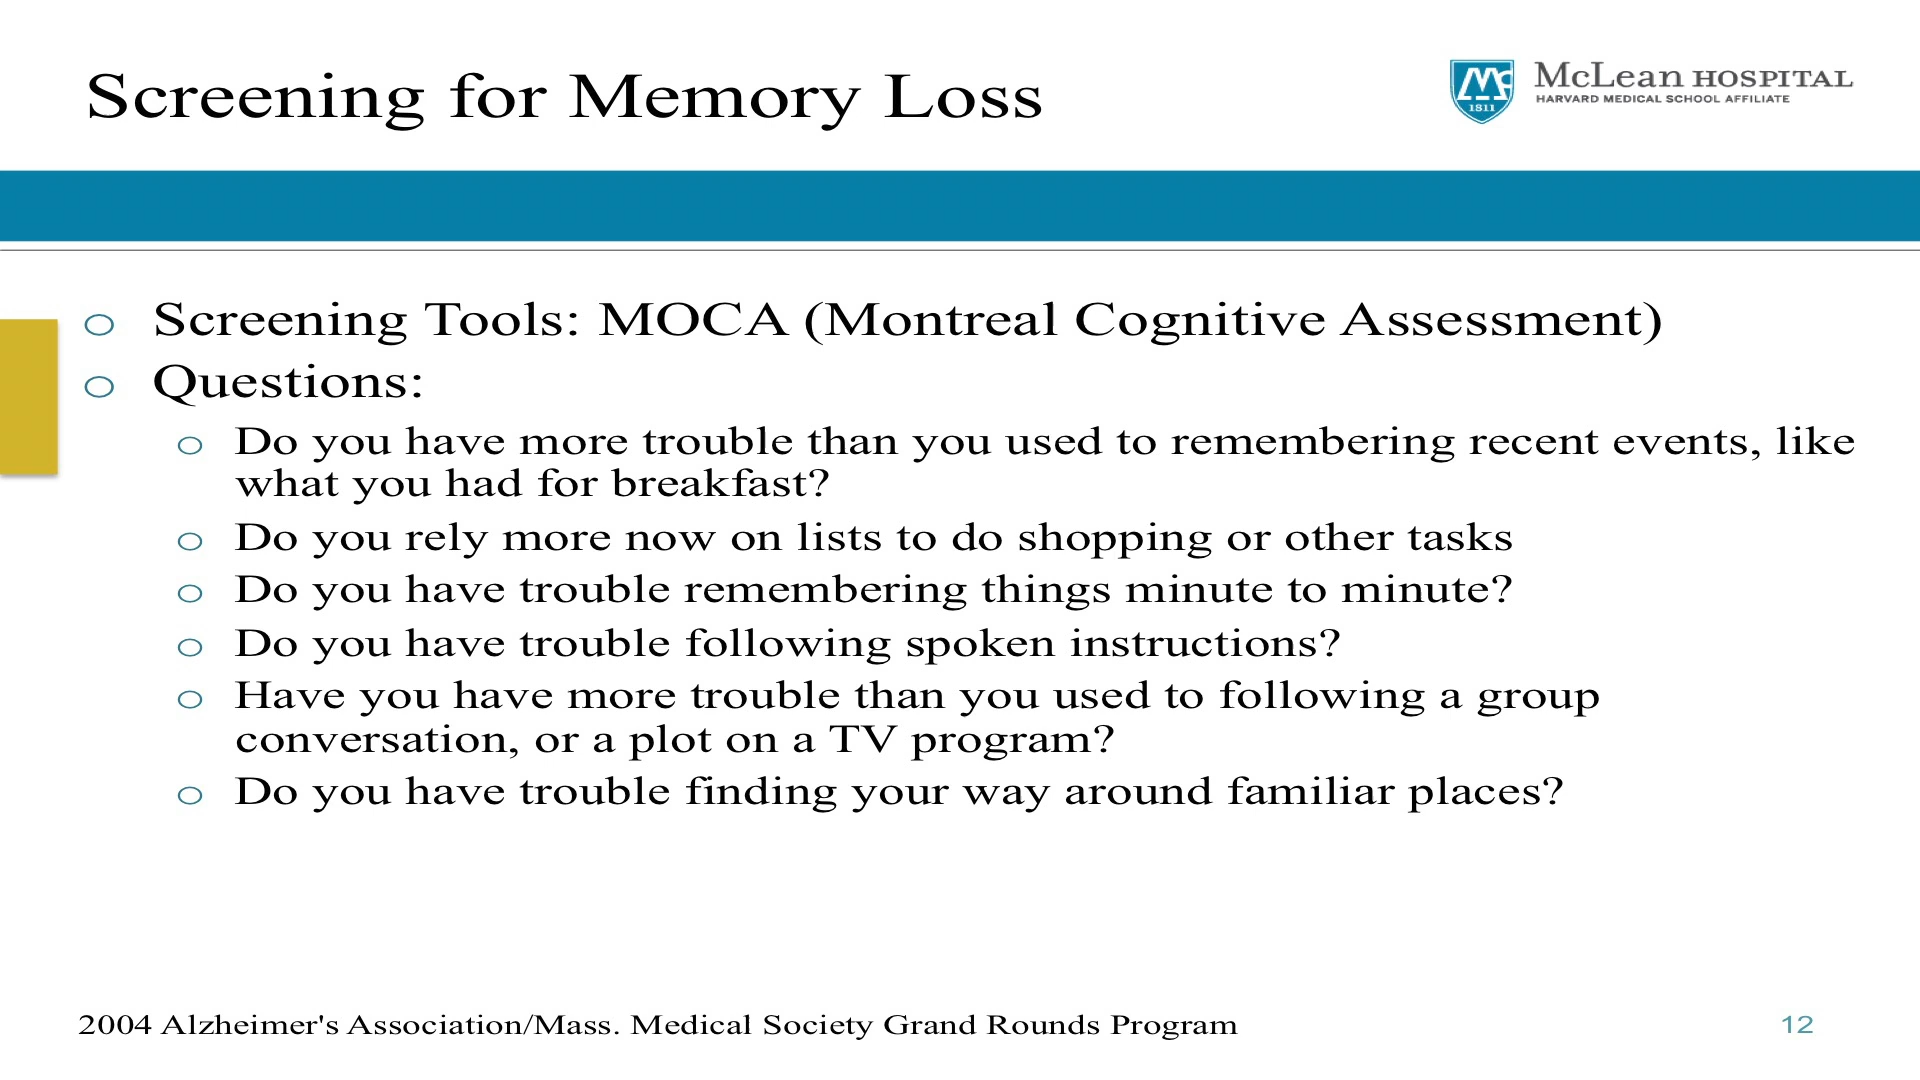 Screening for Memory Loss
McLean HOSPITAL
HARVARD MEDICAL SCHOOL AFFILIATE
1811
Screening Tools: MOCA (Montreal Cognitive Assessment)
Questions:
Do you have more trouble than you used to remembering recent events, like
what you had for breakfast?
Do you rely more now on lists to do shopping or other tasks
Do you have trouble remembering things minute to minute?
Do you have trouble following spoken instructions?
Have you have more trouble than you used to following a group
conversation, or a plot on a TV program?
Do you have trouble finding your way around familiar places?
2004 Alzheimer's Association/Mass. Medical Society Grand Rounds Program
12